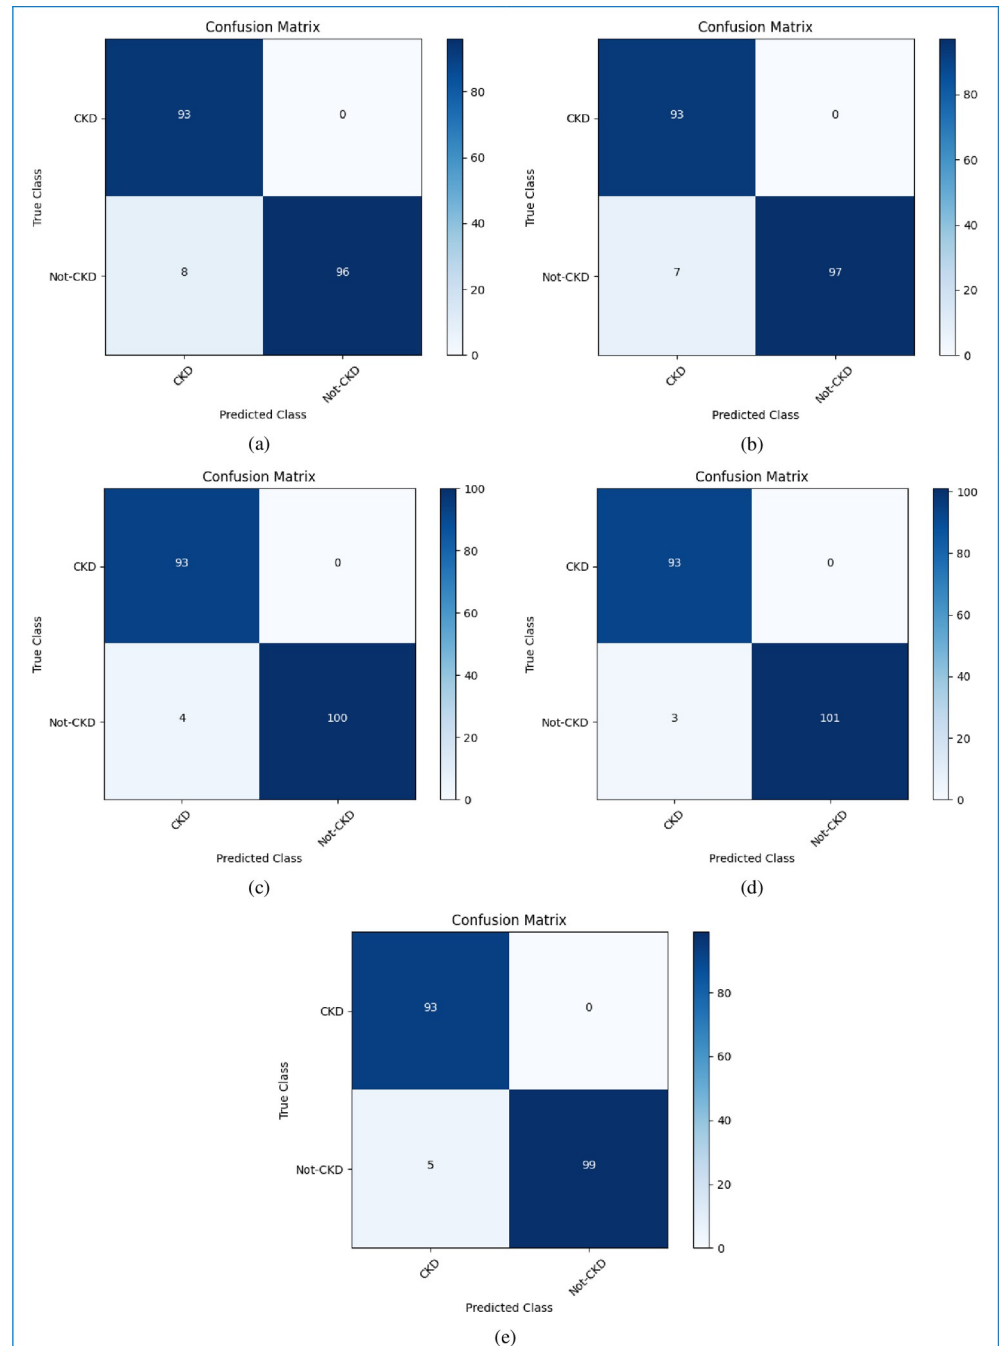 Confusion Matrix
CKD 93 0
Not-CKD 8 96
True Class
CKD Not-CKD
Predicted Class
80
60
40
20
0
(a)
Confusion Matrix
CKD 93 0
Not-CKD 7 97
True Class
CKD Not-CKD
Predicted Class
80
60
40
20
0
(b)
Confusion Matrix
CKD 93 0
Not-CKD 4 100
True Class
CKD Not-CKD
Predicted Class
100
80
60
40
20
0
(c)
Confusion Matrix
CKD 93 0
Not-CKD 3 101
True Class
CKD Not-CKD
Predicted Class
100
80
60
40
20
0
(d)
Confusion Matrix
CKD 93 0
Not-CKD 5 99
True Class
CKD Not-CKD
Predicted Class
80
60
40
20
0
(e)